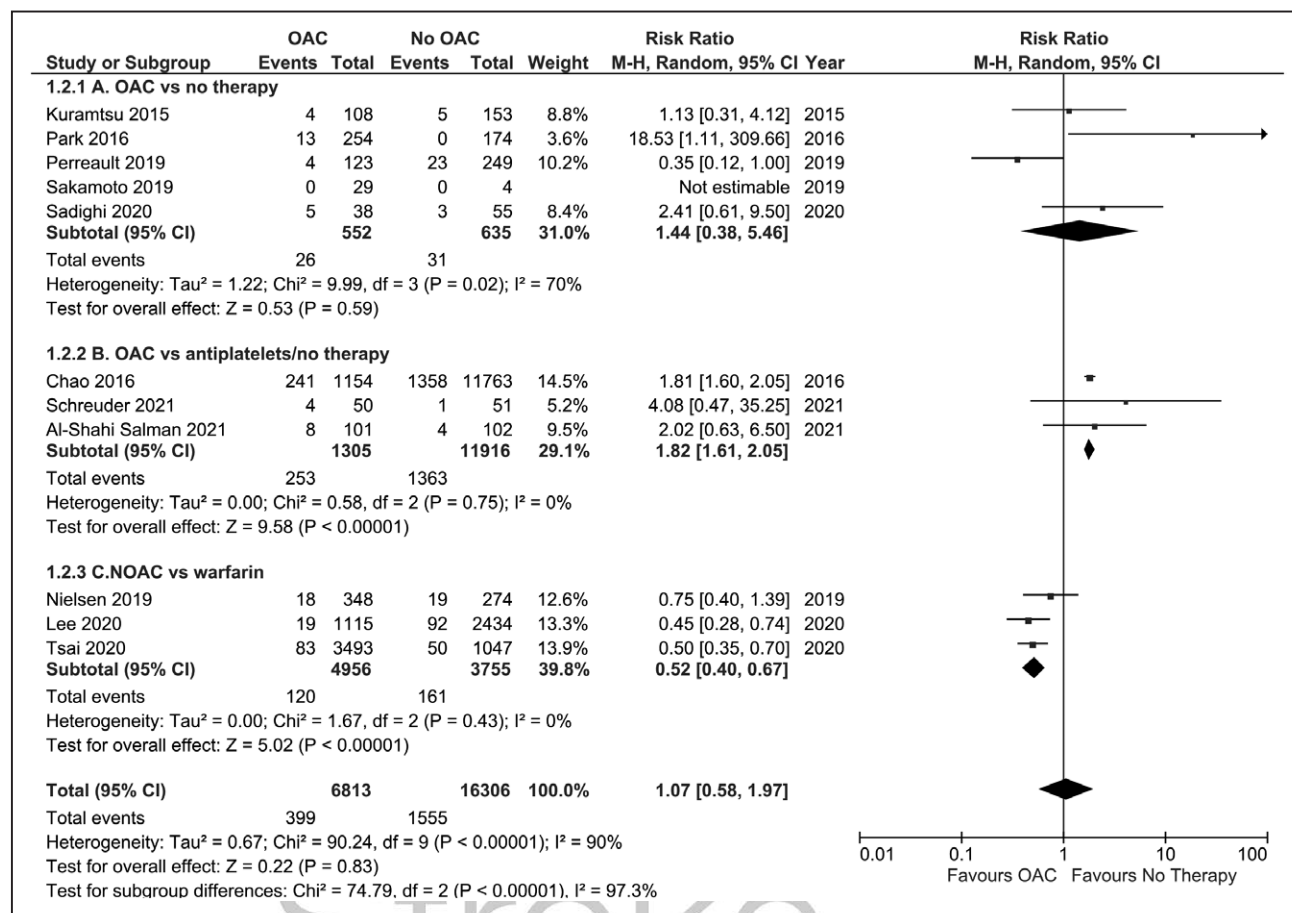 OAC No OAC Risk Ratio Risk Ratio
Study or Subgroup Events Total Events Total Weight M-H, Random, 95% CI Year M-H, Random, 95% CI
1.2.1 A. OAC vs no therapy
Kuramtsu 2015 4 108 5 153 8.8% 1.13 [0.31, 4.12] 2015
Park 2016 13 254 0 174 3.6% 18.53 [1.11, 309.66] 2016
Perreault 2019 4 123 23 249 10.2% 0.35 [0.12, 1.00] 2019
Sakamoto 2019 0 29 0 4 Not estimable 2019
Sadighi 2020 5 38 3 55 8.4% 2.41 [0.61, 9.50] 2020
Subtotal (95% CI) 552 635 31.0% 1.44 [0.38, 5.46]
Total events 26 31
Heterogeneity: Tau² = 1.22; Chi² = 9.99, df = 3 (P = 0.02); I² = 70%
Test for overall effect: Z = 0.53 (P = 0.59)
1.2.2 B. OAC vs antiplatelets/no therapy
Chao 2016 241 1154 1358 11763 14.5% 1.81 [1.60, 2.05] 2016
Schreuder 2021 4 50 1 51 5.2% 4.08 [0.47, 35.25] 2021
Al-Shahi Salman 2021 8 101 4 102 9.5% 2.02 [0.63, 6.50] 2021
Subtotal (95% CI) 1305 11916 29.1% 1.82 [1.61, 2.05]
Total events 253 1363
Heterogeneity: Tau² = 0.00; Chi² = 0.58, df = 2 (P = 0.75); I² = 0%
Test for overall effect: Z = 9.58 (P < 0.00001)
1.2.3 C.NOAC vs warfarin
Nielsen 2019 18 348 19 274 12.6% 0.75 [0.40, 1.39] 2019
Lee 2020 19 1115 92 2434 13.3% 0.45 [0.28, 0.74] 2020
Tsai 2020 83 3493 50 1047 13.9% 0.50 [0.35, 0.70] 2020
Subtotal (95% CI) 4956 3755 39.8% 0.52 [0.40, 0.67]
Total events 120 161
Heterogeneity: Tau² = 0.00; Chi² = 1.67, df = 2 (P = 0.43); I² = 0%
Test for overall effect: Z = 5.02 (P < 0.00001)
Total (95% CI) 6813 16306 100.0% 1.07 [0.58, 1.97]
Total events 399 1555
Heterogeneity: Tau² = 0.67; Chi² = 90.24, df = 9 (P < 0.00001); I² = 90%
Test for overall effect: Z = 0.22 (P = 0.83)
Test for subgroup differences: Chi² = 74.79, df = 2 (P < 0.00001), I² = 97.3%
0.01 0.1 1 10 100
Favours OAC Favours No Therapy